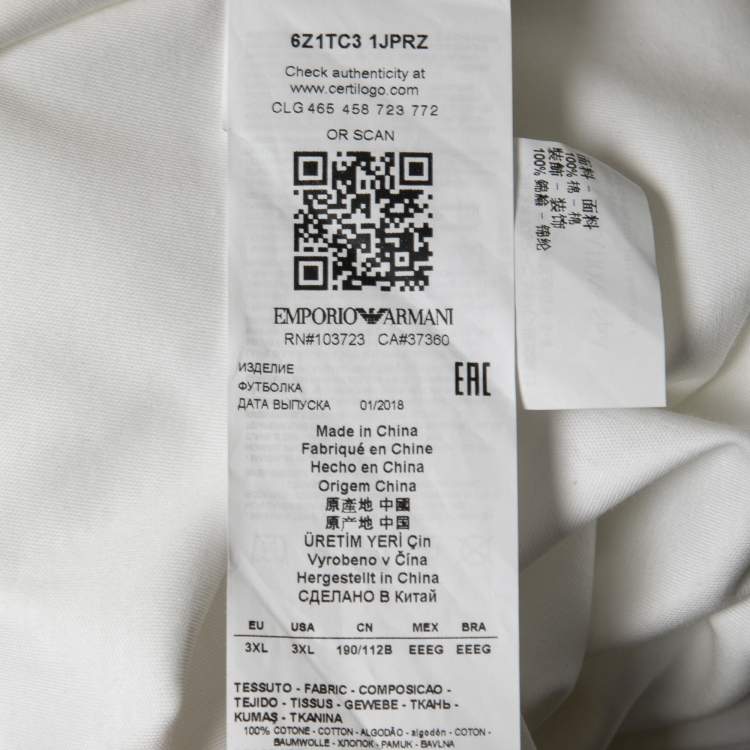 6Z1TC3 1JPRZ
Check authenticity at
www.certilogo.com
CLG 465 458 723 772
OR SCAN
EMPORIO ARMANI
RN#103723 CA#37360
ИЗДЕЛИЕ
ФУТБОЛКА
ДАТА ВЫПУСКА 01/2018
EAC
Made in China
Fabriqué en Chine
Hecho en China
Origem China
原產地 中國
原产地 中国
ÜRETİM YERİ Çin
Vyrobeno v Čína
Hergestellt in China
СДЕЛАНО В Китай
EU USA CN MEX BRA
3XL 3XL 190/112B EEEG EEEG
TESSUTO - FABRIC - COMPOSICAO -
TEJIDO - TISSUS - GEWEBE - ТКАНЬ -
KUMAŞ - TKANINA
100% COTONE - COTTON - ALGODÃO - algodón - COTON -
BAUMWOLLE - ХЛОПОК - PAMUK - BAVLNA
面料 - 面料
100% 棉 - 棉
裝飾 - 装饰
100% 錦綸 - 锦纶